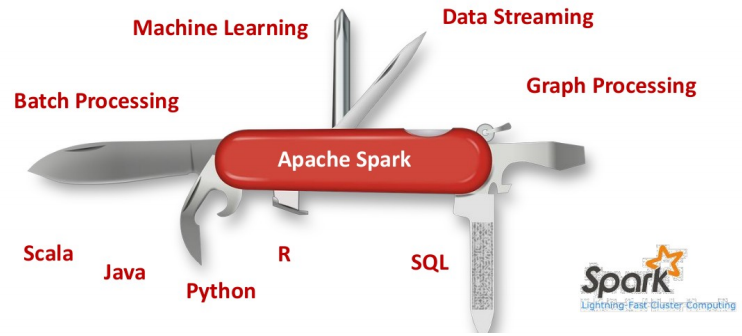 Machine Learning
Data Streaming
Batch Processing
Graph Processing
Apache Spark
Scala
Java
Python
R
SQL
Spark
Lightning-Fast Cluster Computing